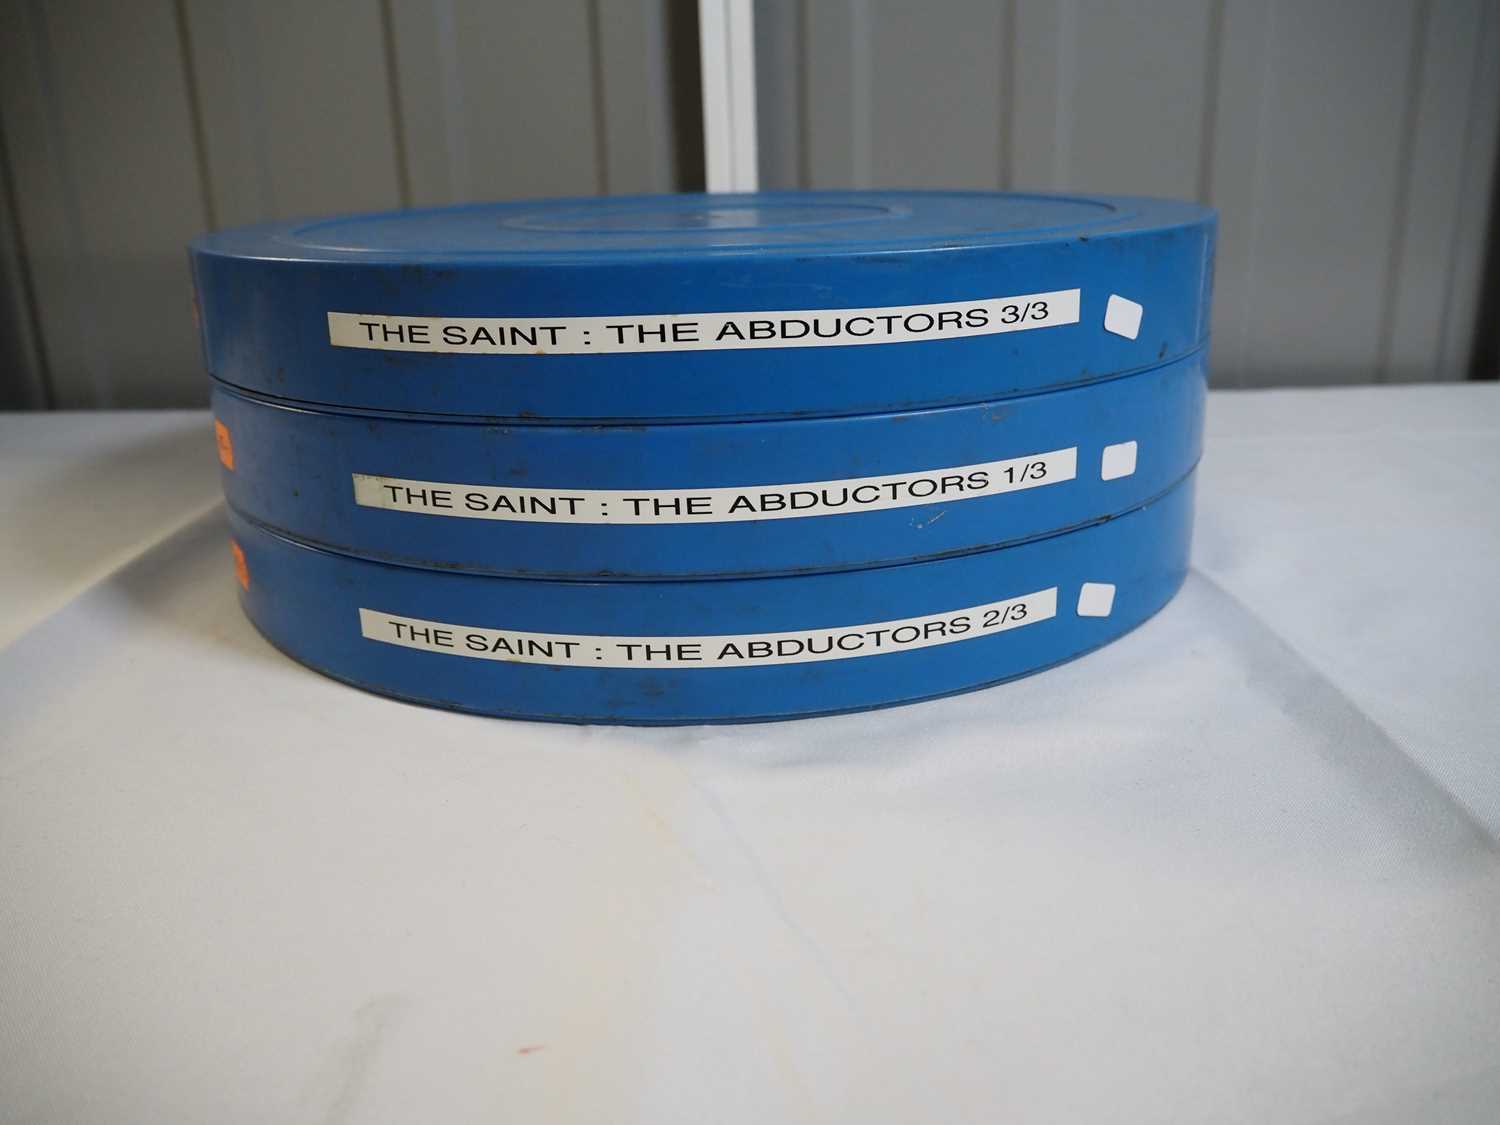 THE SAINT : THE ABDUCTORS 3/3
THE SAINT : THE ABDUCTORS 1/3
THE SAINT : THE ABDUCTORS 2/3